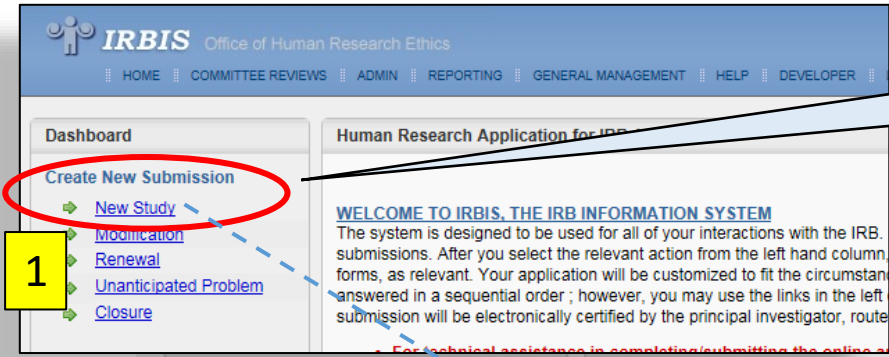 IRBIS Office of Human Research Ethics
HOME COMMITTEE REVIEWS ADMIN REPORTING GENERAL MANAGEMENT HELP DEVELOPER
Dashboard
Human Research Application for
Create New Submission
New Study
Modification
Renewal
Unanticipated Problem
Closure
1
WELCOME TO IRBIS, THE IRB INFORMATION SYSTEM
The system is designed to be used for all of your interactions with the IRB.
submissions. After you select the relevant action from the left hand column,
forms, as relevant. Your application will be customized to fit the
answered in a sequential order ; however, you may use the links in the left
submission will be electronically certified by the principal investigator, route
• For technical assistance in completing/submitting the online